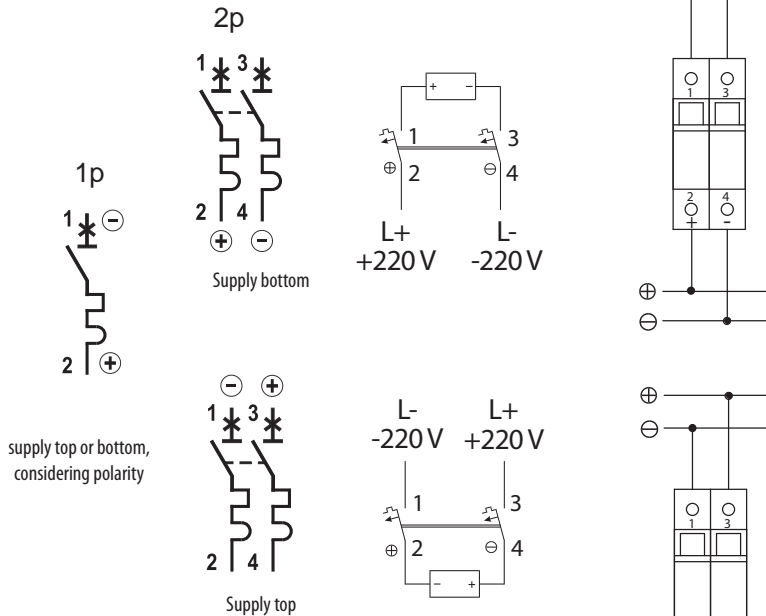 2p
1 3
2 4
⊕ ⊖
Supply bottom
1p
1 ⊖
2 ⊕
supply top or bottom,
considering polarity
⊖ ⊕
1 3
2 4
Supply top
+ -
1 3
⊕ 2 ⊖ 4
L+ L-
+220 V -220 V
L- L+
-220 V +220 V
1 3
⊕ 2 ⊖ 4
- +
1 3
2 4
+ -
⊕
⊖
⊕
⊖
1 3